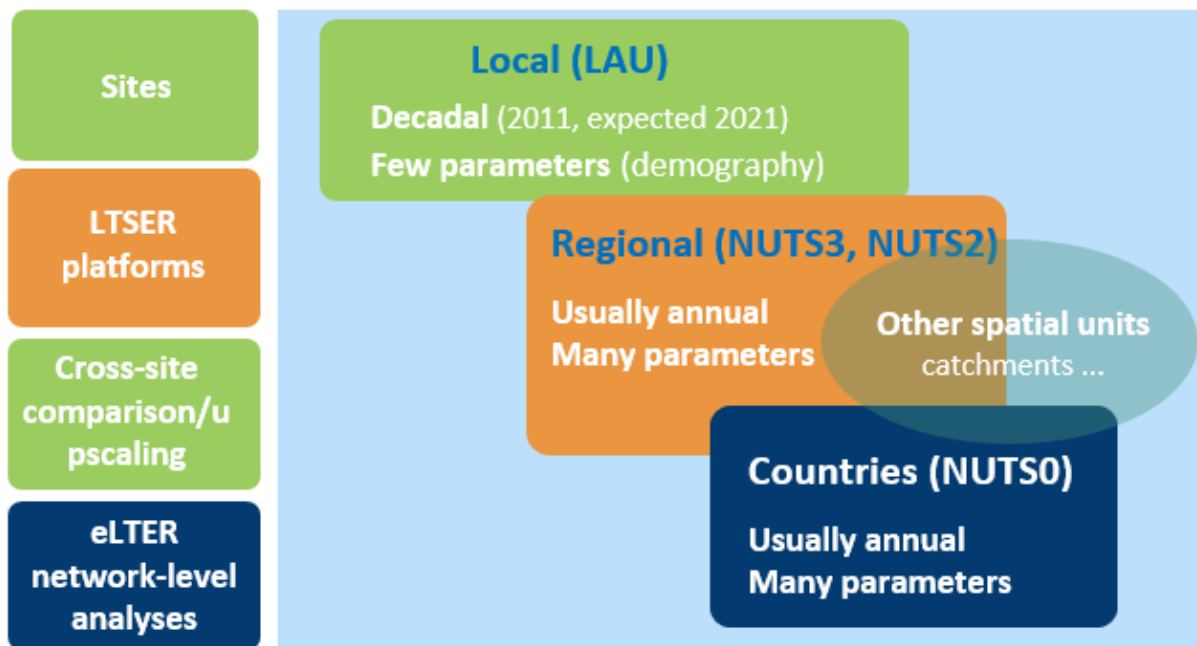 Sites
LTSER
platforms
Cross-site
comparison/u
pscaling
eLTER
network-level
analyses
Local (LAU)
Decadal (2011, expected 2021)
Few parameters (demography)
Regional (NUTS3, NUTS2)
Usually annual
Many parameters
Other spatial units
catchments ...
Countries (NUTS0)
Usually annual
Many parameters